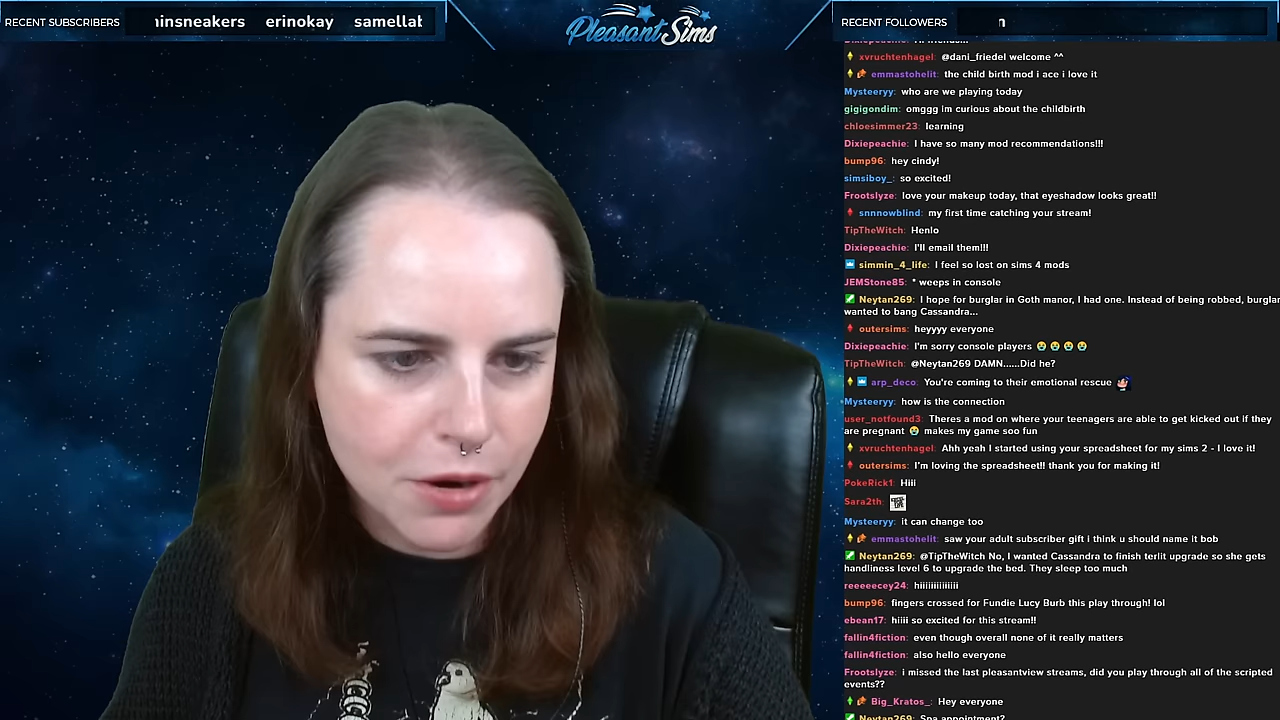 RECENT SUBSCRIBERS
ninsneakers erinokay samellab
PleasantSims
RECENT FOLLOWERS
n
Dixiepeachie: Hi friends...
xvruchtenhagel: @dani_friedel welcome ^^
emmastohelit: the child birth mod i ace i love it
Mysteeryy: who are we playing today
gigigondim: omggg im curious about the childbirth
chloesimmer23: learning
Dixiepeachie: I have so many mod recommendations!!!
bump96: hey cindy!
simsiboy_: so excited!
Frootslyze: love your makeup today, that eyeshadow looks great!!
snnnowblind: my first time catching your stream!
TipTheWitch: Henlo
Dixiepeachie: I'll email them!!!
simmin_4_life: I feel so lost on sims 4 mods
JEMStone85: * weeps in console
Neytan269: I hope for burglar in Goth manor, I had one. Instead of being robbed, burglar
wanted to bang Cassandra...
outersims: heyyyy everyone
Dixiepeachie: I'm sorry console players 😭 😭 😭 😭
TipTheWitch: @Neytan269 DAMN......Did he?
arp_deco: You're coming to their emotional rescue
Mysteeryy: how is the connection
user_notfound3: Theres a mod on where your teenagers are able to get kicked out if they
are pregnant 😭 makes my game soo fun
xvruchtenhagel: Ahh yeah I started using your spreadsheet for my sims 2 - I love it!
outersims: I'm loving the spreadsheet!! thank you for making it!
PokeRick1: Hiii
Sara2th:
Mysteeryy: it can change too
emmastohelit: saw your adult subscriber gift i think u should name it bob
Neytan269: @TipTheWitch No, I wanted Cassandra to finish terlit upgrade so she gets
handliness level 6 to upgrade the bed. They sleep too much
reeeeecey24: hiiiiiiiiiiiii
bump96: fingers crossed for Fundie Lucy Burb this play through! lol
ebean17: hiiii so excited for this stream!!
fallin4fiction: even though overall none of it really matters
fallin4fiction: also hello everyone
Frootslyze: i missed the last pleasantview streams, did you play through all of the scripted
events??
Big_Kratos_: Hey everyone
Neytan269: Spa appointment?